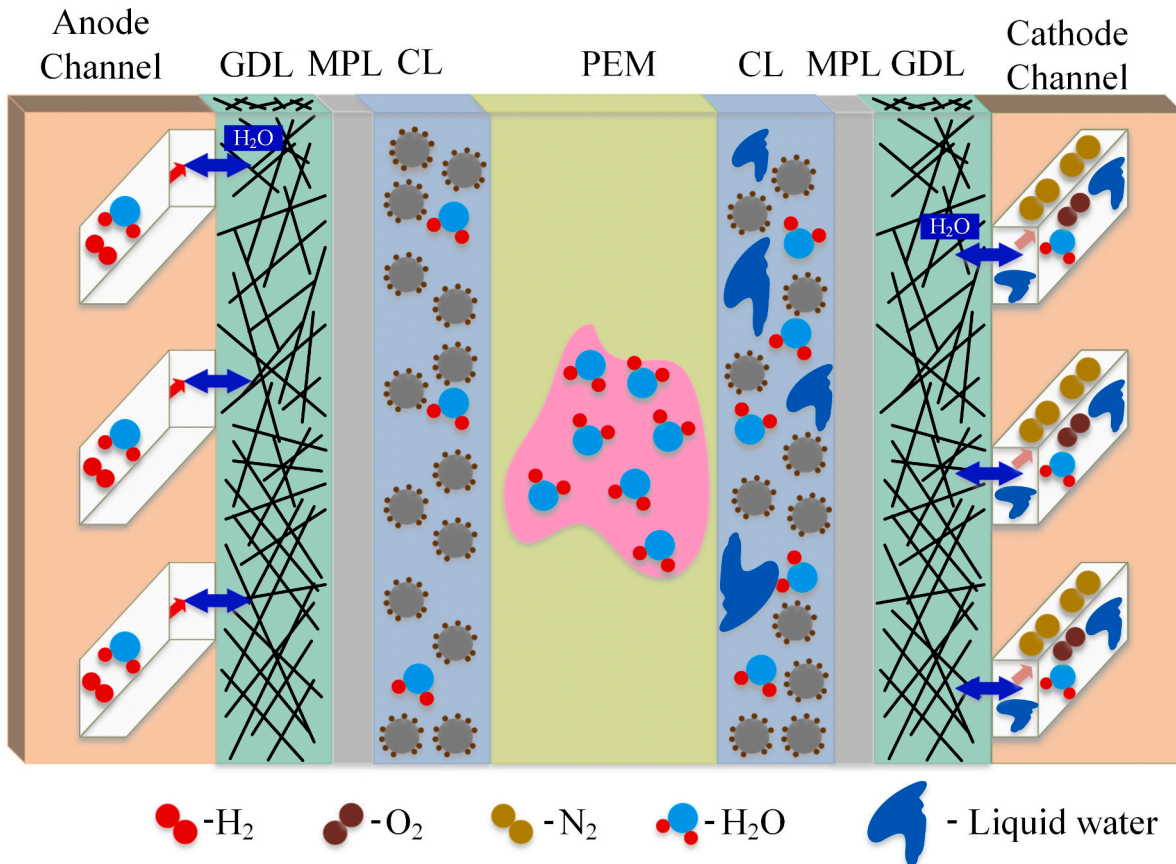 Anode
Channel
GDL
MPL
CL
PEM
CL
MPL
GDL
Cathode
Channel
H₂O
H₂O
-H₂
-O₂
-N₂
-H₂O
- Liquid water